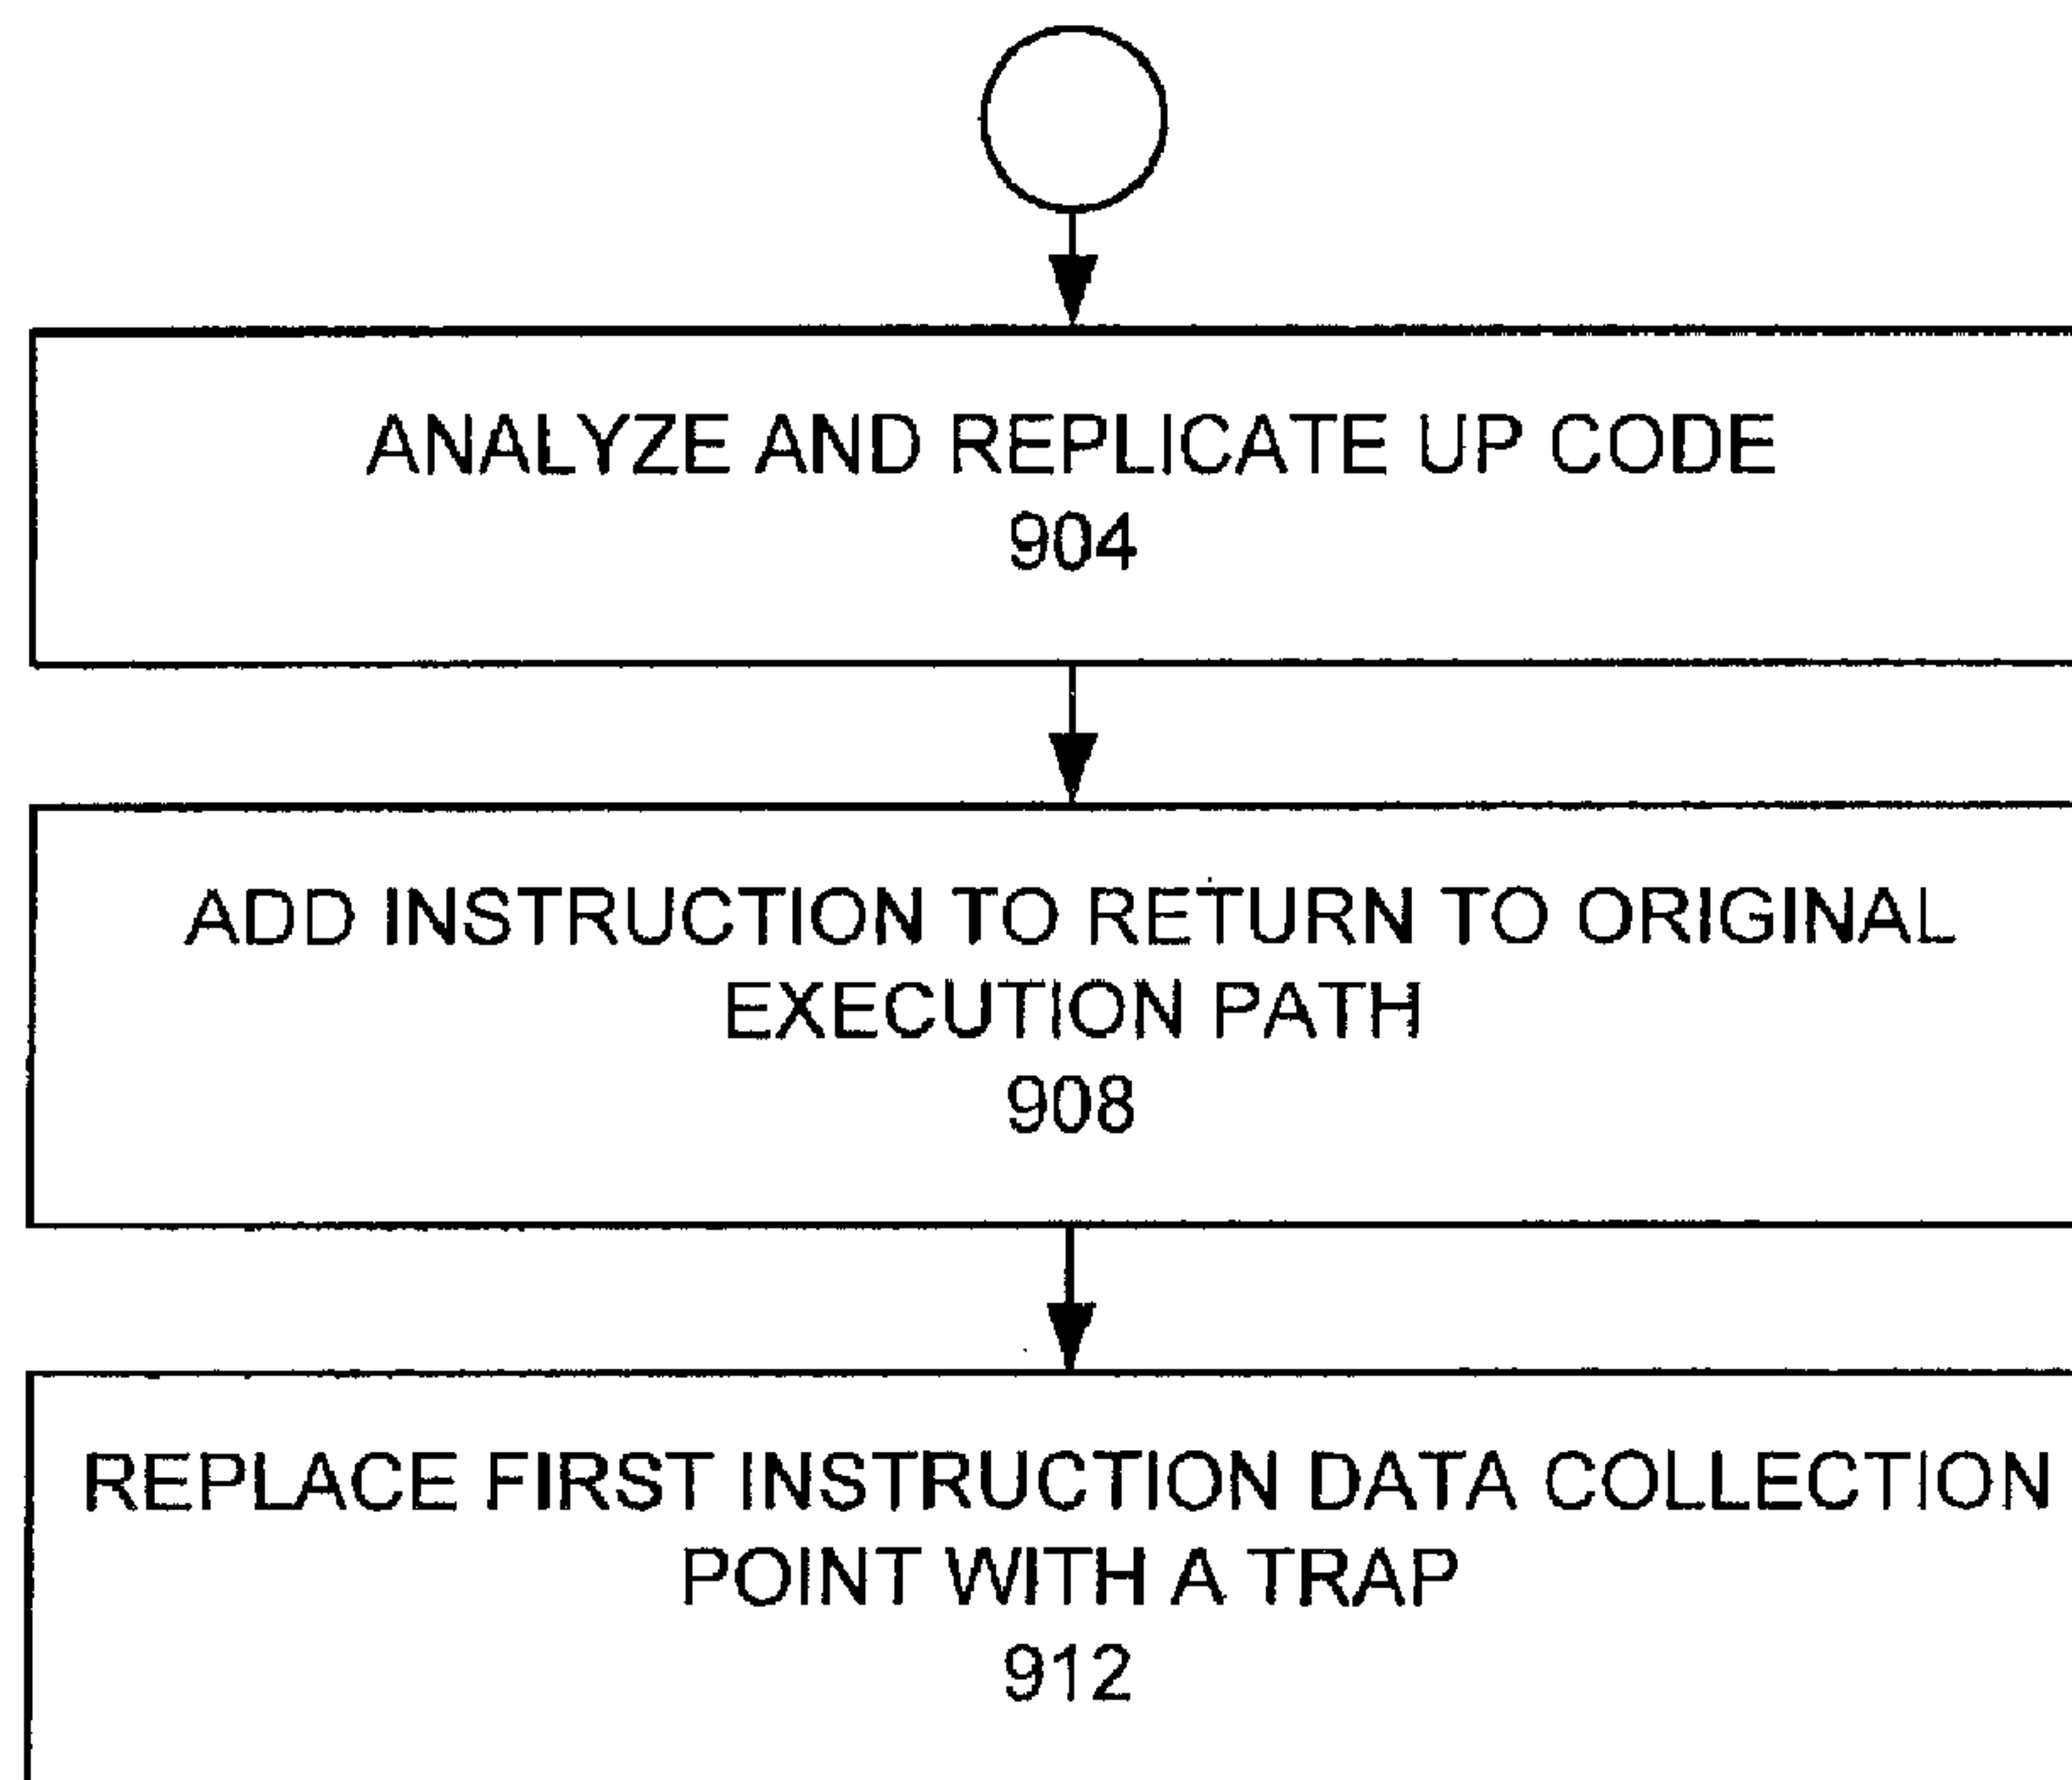 ANALYZE AND REPLICATE UP CODE
904
ADD INSTRUCTION TO RETURN TO ORIGINAL
EXECUTION PATH
908
REPLACE FIRST INSTRUCTION DATA COLLECTION
POINT WITH A TRAP
912